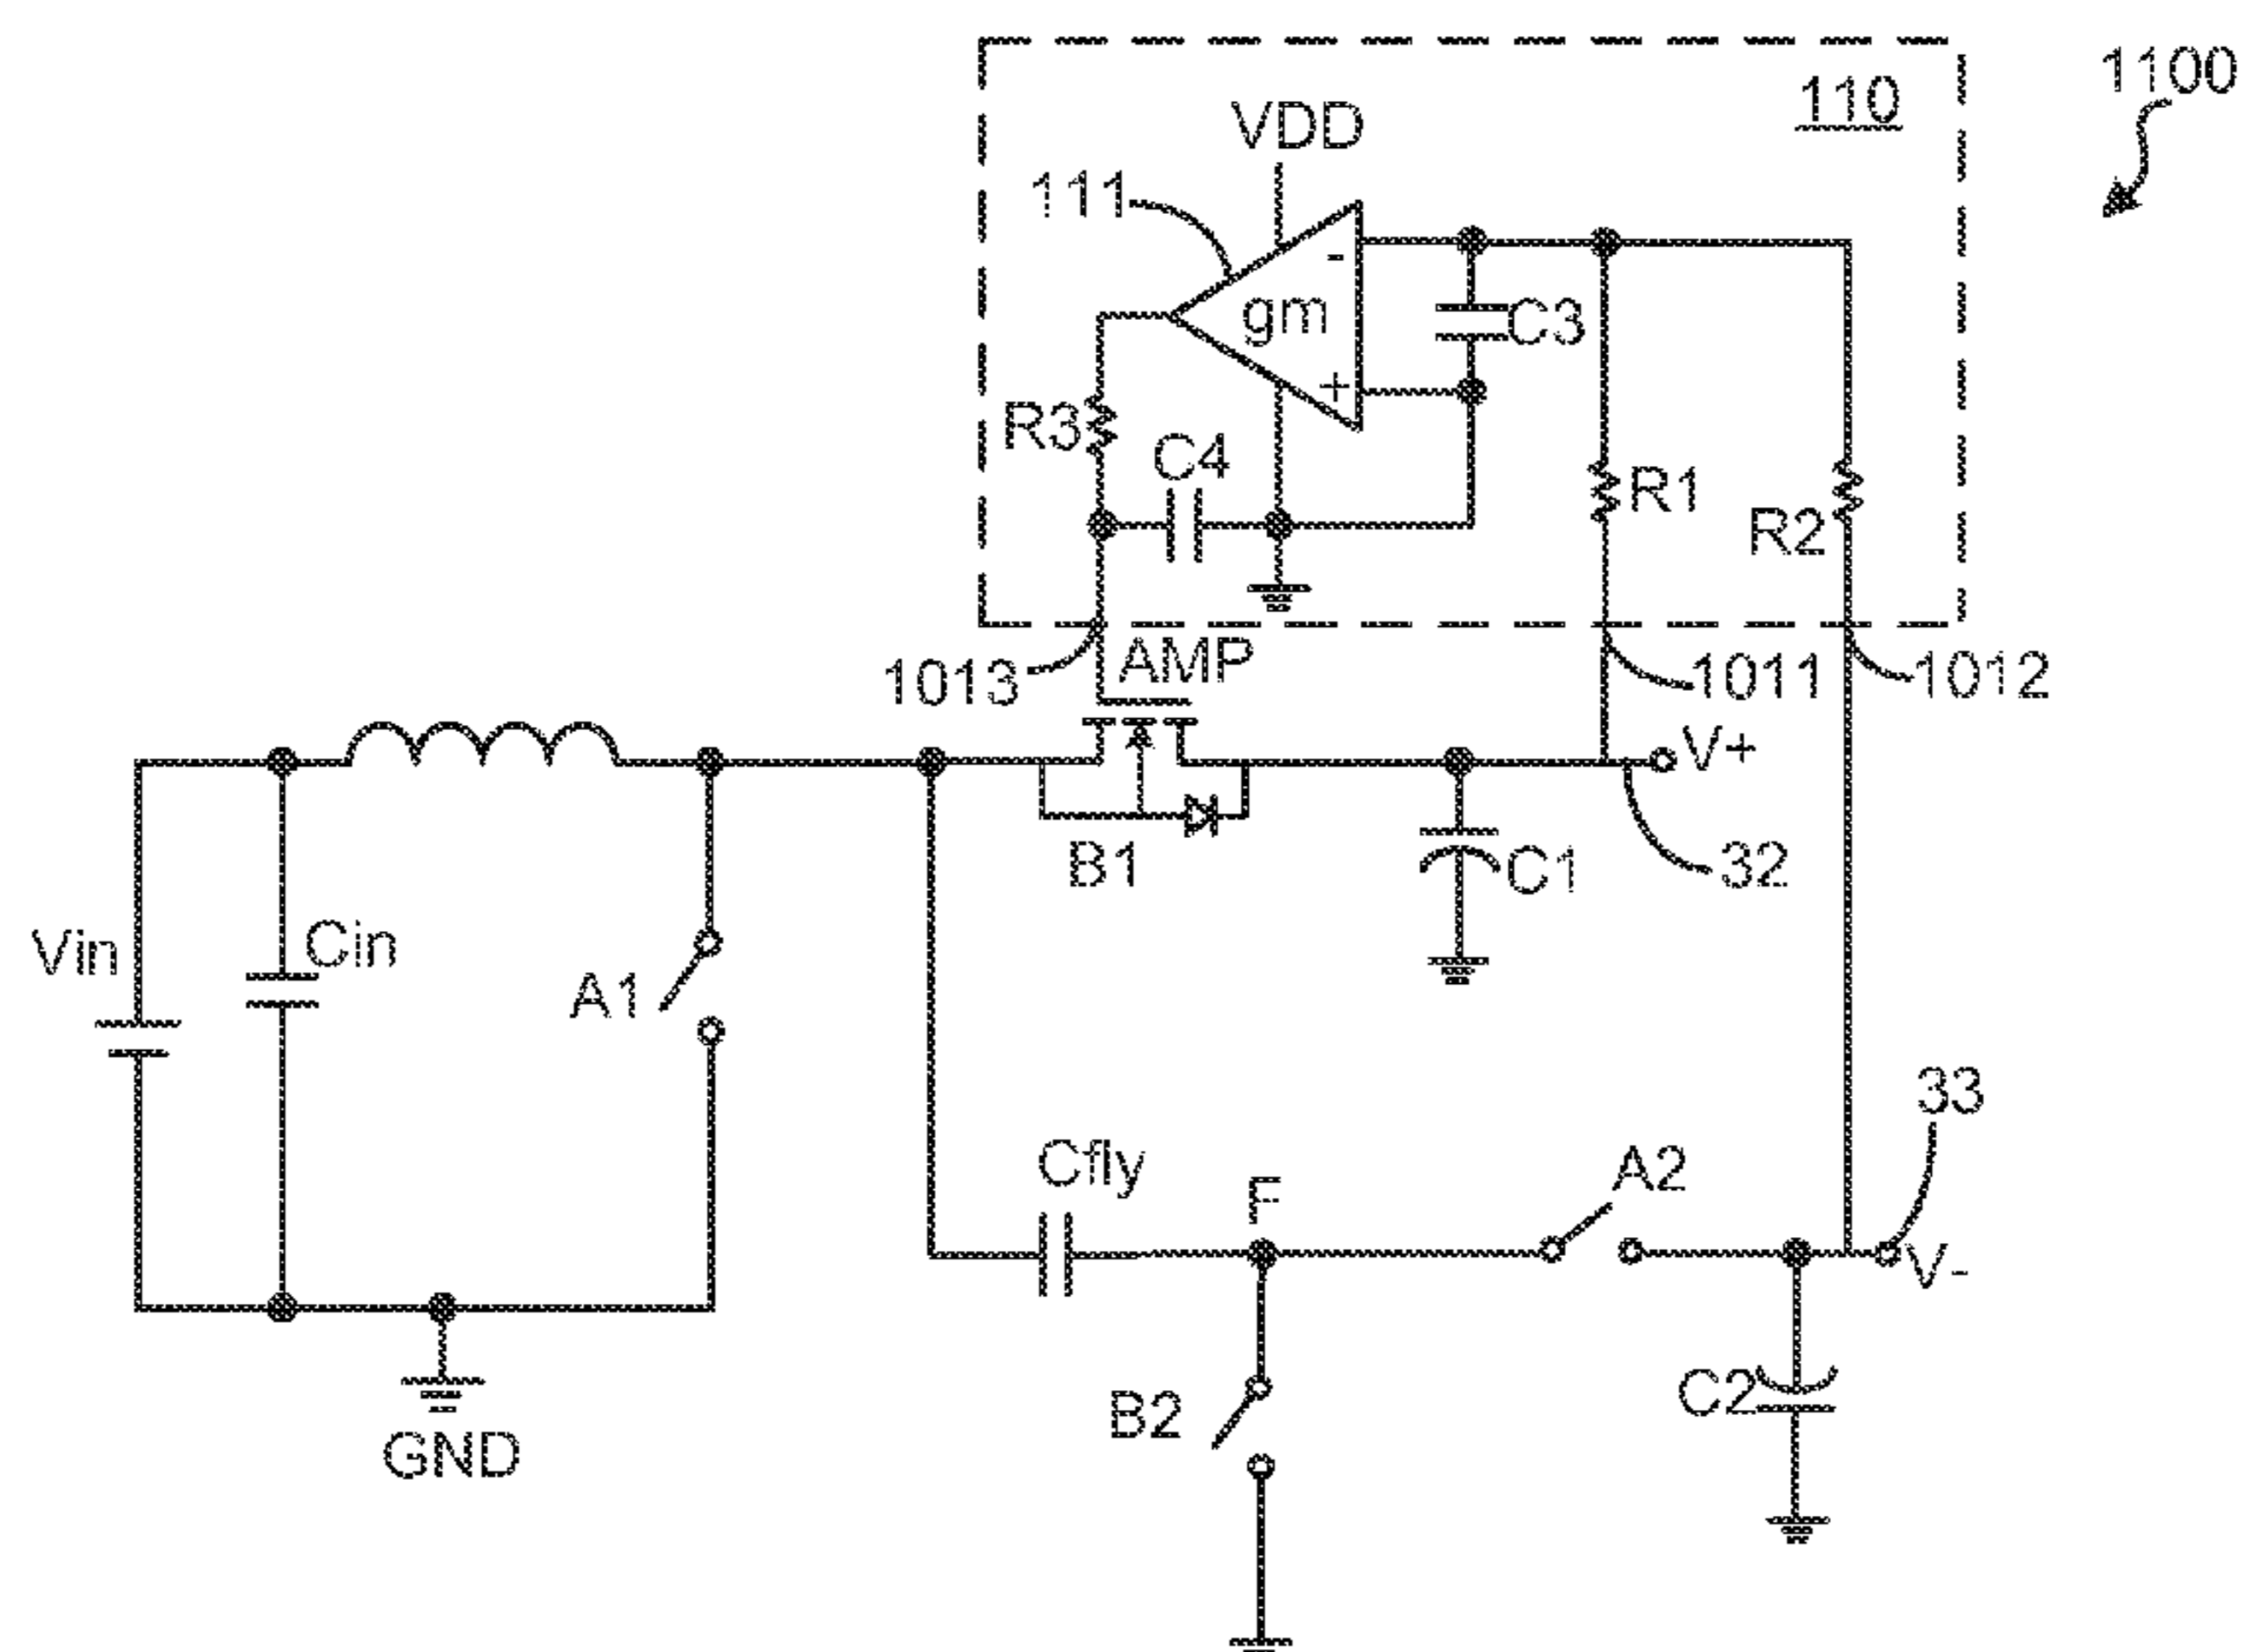 1100
110
VDD
111
-
gm
C3
+
R3
C4
R1
R2
1013
AMP
1011
1012
V+
B1
C1
32
Vin
Cin
A1
33
Cfly
F
A2
V-
B2
C2
GND